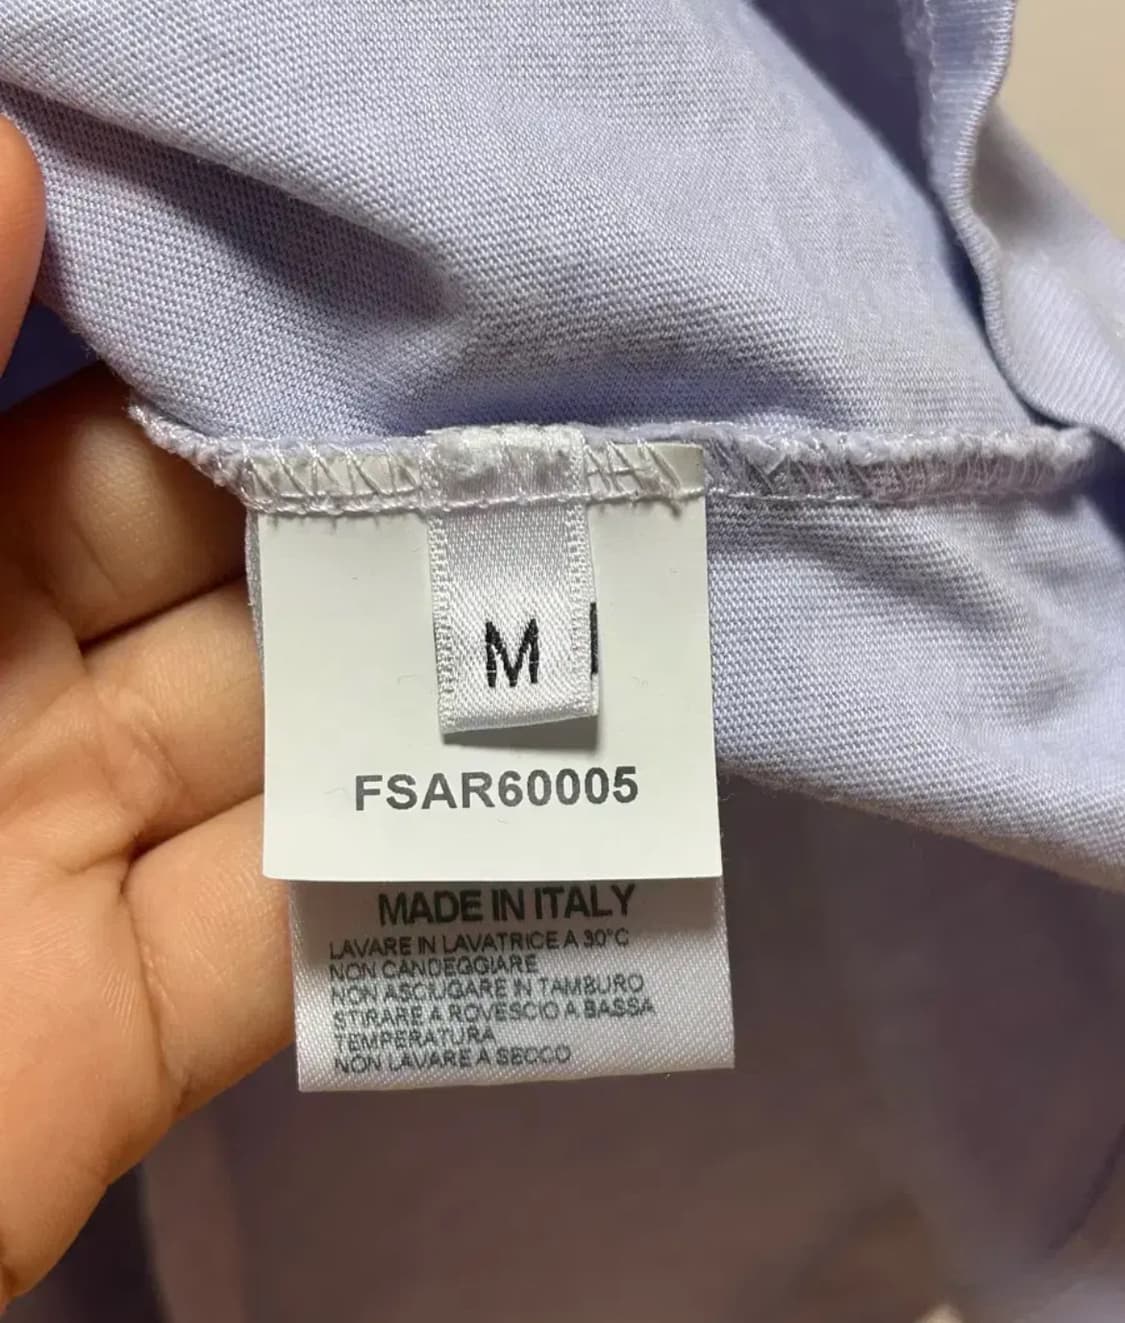 M
FSAR60005
MADE IN ITALY
LAVARE IN LAVATRICE A 30°C
NON CANDEGGIARE
NON ASCIUGARE IN TAMBURO
STIRARE A ROVESCIO A BASSA
TEMPERATURA
NON LAVARE A SECCO